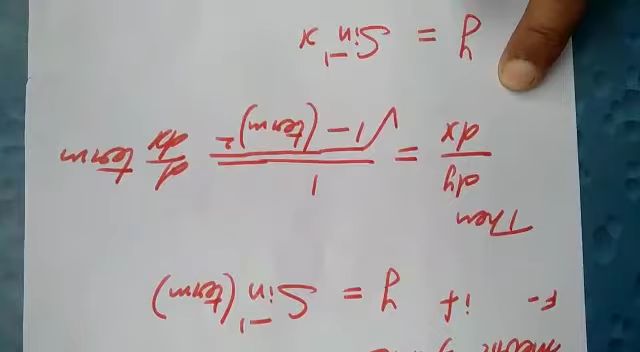 F- if y = Sin⁻¹ (term)
Then
dy/dx = 1/√(1 - (term)²) d/dx term
y = Sin⁻¹ x